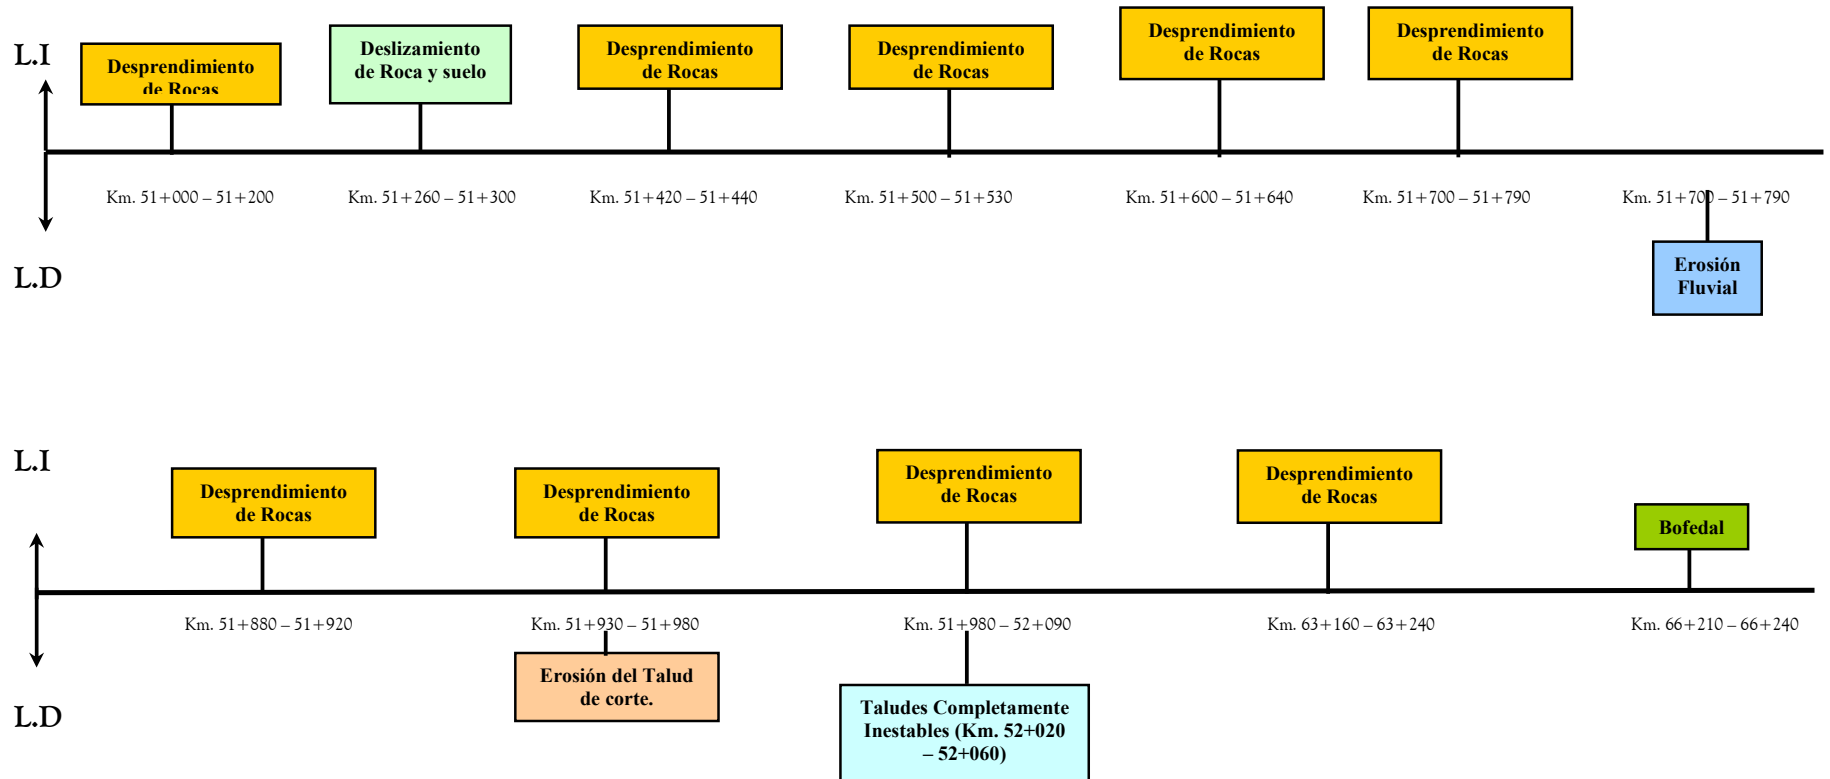 L.I
Desprendimiento
de Rocas
Deslizamiento
de Roca y suelo
Desprendimiento
de Rocas
Desprendimiento
de Rocas
Desprendimiento
de Rocas
Desprendimiento
de Rocas
Km. 51+000 – 51+200
Km. 51+260 – 51+300
Km. 51+420 – 51+440
Km. 51+500 – 51+530
Km. 51+600 – 51+640
Km. 51+700 – 51+790
Km. 51+700 – 51+790
L.D
Erosión
Fluvial
L.I
Desprendimiento
de Rocas
Desprendimiento
de Rocas
Desprendimiento
de Rocas
Desprendimiento
de Rocas
Bofedal
Km. 51+880 – 51+920
Km. 51+930 – 51+980
Km. 51+980 – 52+090
Km. 63+160 – 63+240
Km. 66+210 – 66+240
L.D
Erosión del Talud
de corte.
Taludes Completamente
Inestables (Km. 52+020
– 52+060)